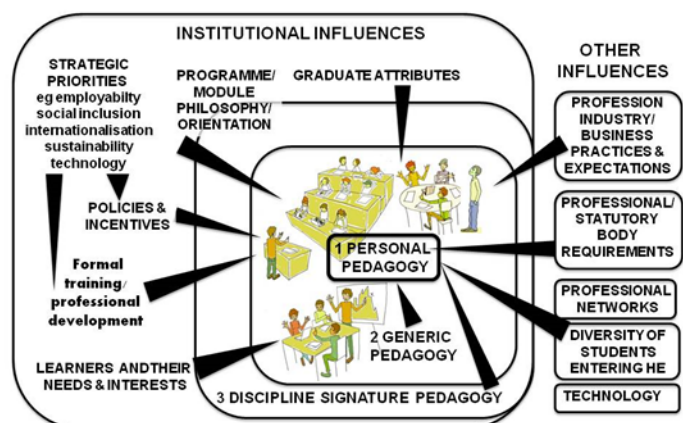 INSTITUTIONAL INFLUENCES
STRATEGIC
PRIORITIES
eg employabilty
social inclusion
internationalisation
sustainability
technology
PROGRAMME/
MODULE
PHILOSOPHY/
ORIENTATION
GRADUATE ATTRIBUTES
POLICIES &
INCENTIVES
Formal
training/
professional
development
LEARNERS ANDTHEIR
NEEDS & INTERESTS
1 PERSONAL
PEDAGOGY
2 GENERIC
PEDAGOGY
3 DISCIPLINE SIGNATURE PEDAGOGY
OTHER
INFLUENCES
PROFESSION
INDUSTRY/
BUSINESS
PRACTICES &
EXPECTATIONS
PROFESSIONAL/
STATUTORY
BODY
REQUIREMENTS
PROFESSIONAL
NETWORKS
DIVERSITY OF
STUDENTS
ENTERING HE
TECHNOLOGY